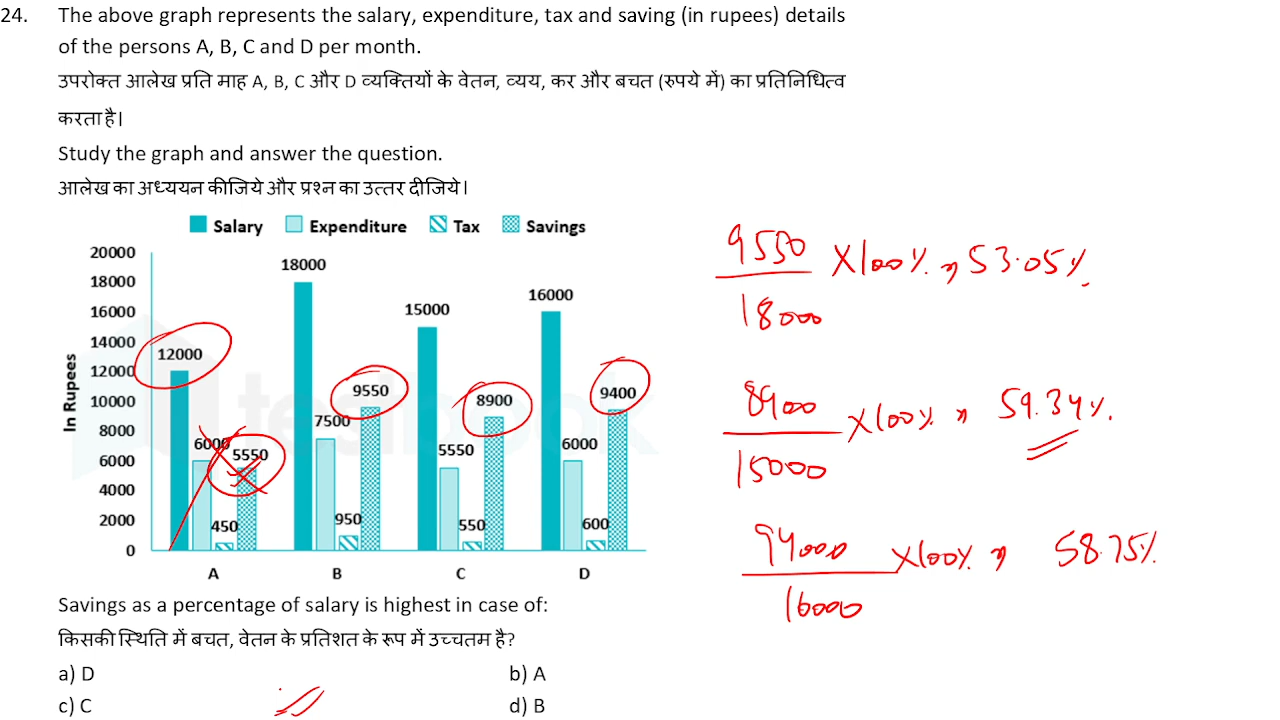 24. The above graph represents the salary, expenditure, tax and saving (in rupees) details
of the persons A, B, C and D per month.
उपरोक्त आलेख प्रति माह A, B, C और D व्यक्तियों के वेतन, व्यय, कर और बचत (रुपये में) का प्रतिनिधित्व
करता है।
Study the graph and answer the question.
आलेख का अध्ययन कीजिये और प्रश्न का उत्तर दीजिये।
Salary Expenditure Tax Savings
In Rupees
20000
18000
16000
14000
12000
10000
8000
6000
4000
2000
0
12000 6000 450 5550
18000 7500 950 9550
15000 5550 550 8900
16000 6000 600 9400
A B C D
9550
18000
X100% 53.05%
8900
15000
X100% 59.34%
94000
16000
X100% 58.75%
Savings as a percentage of salary is highest in case of:
किसकी स्थिति में बचत, वेतन के प्रतिशत के रूप में उच्चतम है?
a) D b) A
c) C d) B